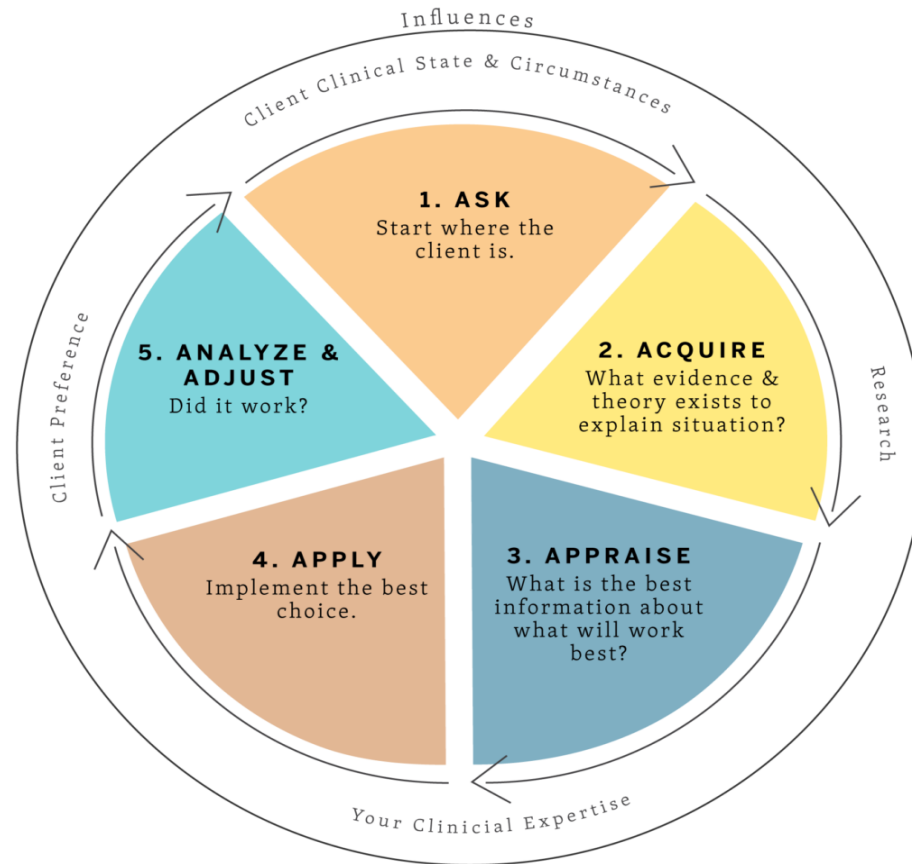 Influences
Client Clinical State & Circumstances
1. ASK
Start where the
client is.
2. ACQUIRE
What evidence &
theory exists to
explain situation?
Research
3. APPRAISE
What is the best
information about
what will work
best?
Your Clinicial Expertise
4. APPLY
Implement the best
choice.
5. ANALYZE &
ADJUST
Did it work?
Client Preference